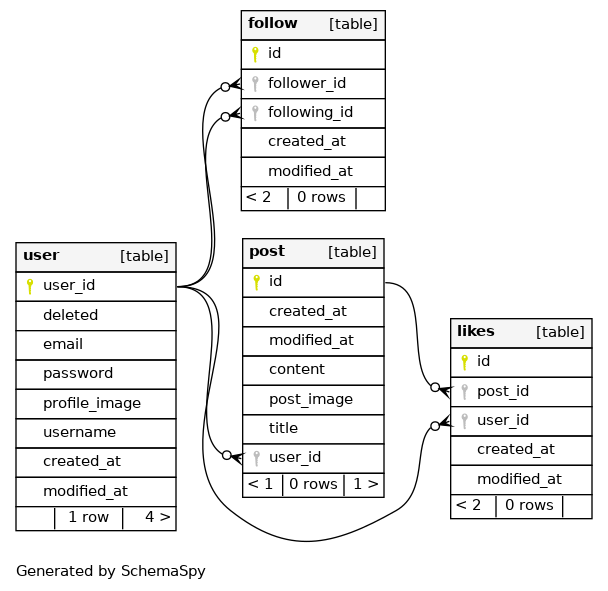 follow [table]
id
follower_id
following_id
created_at
modified_at
< 2 0 rows
user [table]
user_id
deleted
email
password
profile_image
username
created_at
modified_at
1 row 4 >
post [table]
id
created_at
modified_at
content
post_image
title
user_id
< 1 0 rows 1 >
likes [table]
id
post_id
user_id
created_at
modified_at
< 2 0 rows
Generated by SchemaSpy